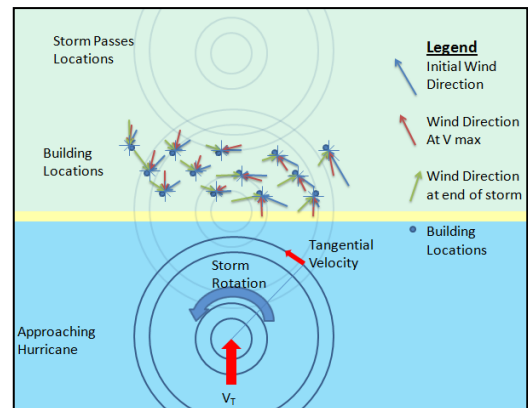 Storm Passes
Locations
Legend
Initial Wind
Direction
Wind Direction
At V max
Building
Locations
Wind Direction
at end of storm
Building
Locations
Tangential
Velocity
Storm
Rotation
Approaching
Hurricane
VT